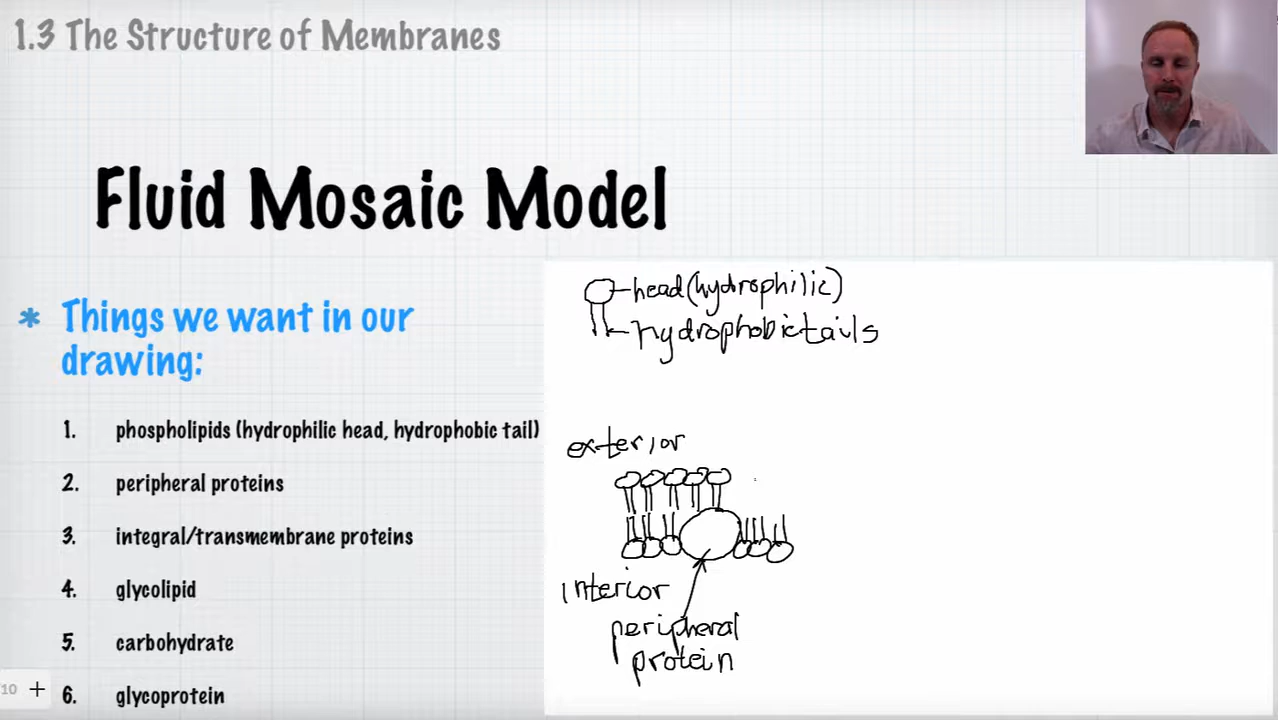 1.3 The Structure of Membranes
Fluid Mosaic Model
* Things we want in our
drawing:
1. phospholipids (hydrophilic head, hydrophobic tail)
2. peripheral proteins
3. integral/transmembrane proteins
4. glycolipid
5. carbohydrate
6. glycoprotein
10 +
head (hydrophilic)
hydrophobic tails
exterior
interior
peripheral
protein